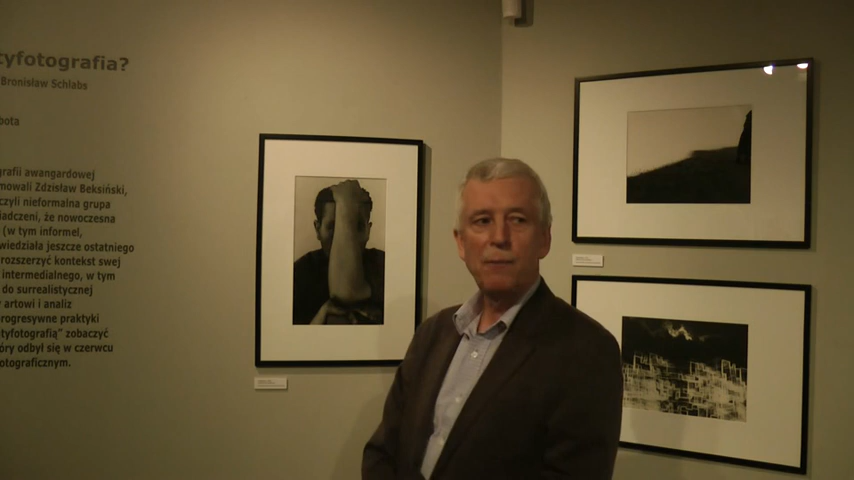 tyfotografia?
Bronisław Schlabs
bota
grafii awangardowej
mowali Zdzisław Beksiński,
czyli nieformalna grupa
iadczeni, że nowoczesna
(w tym informel,
wiedziała jeszcze ostatniego
rozszerzyć kontekst swej
intermedialnego, w tym
do surrealistycznej
artowi i analiz
rogresywne praktyki
tyfotografią” zobaczyć
óry odbył się w czerwcu
otograficznym.